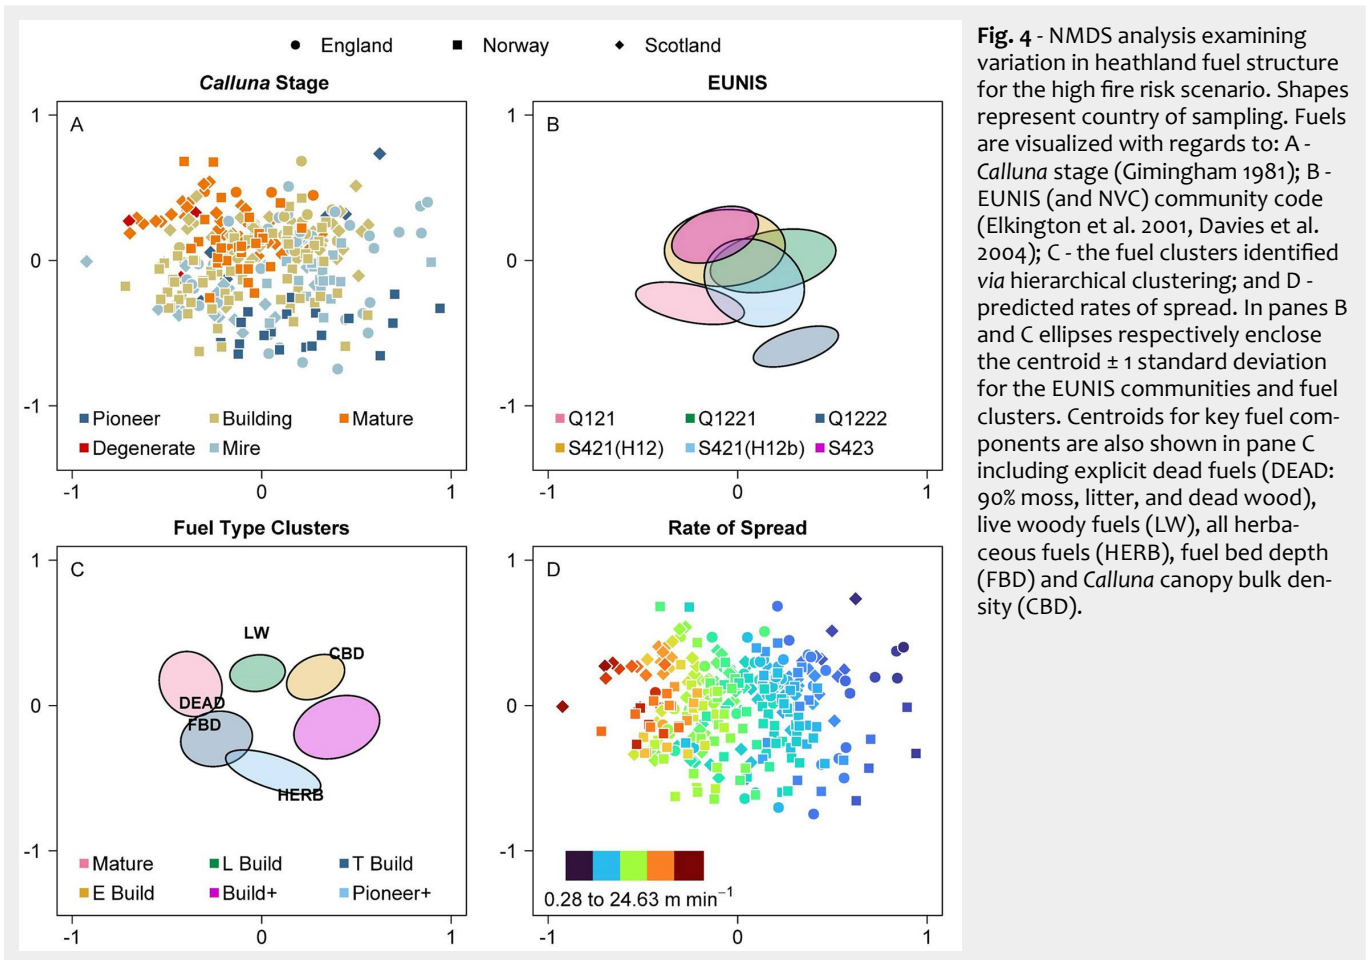 England Norway Scotland
Calluna Stage
A
1
0
-1
-1 0 1
Pioneer Building Mature
Degenerate Mire
EUNIS
B
1
0
-1
-1 0 1
Q121 Q1221 Q1222
S421(H12) S421(H12b) S423
Fuel Type Clusters
C
1
0
-1
-1 0 1
LW
CBD
DEAD
FBD
HERB
Mature L Build T Build
E Build Build+ Pioneer+
Rate of Spread
D
1
0
-1
-1 0 1
0.28 to 24.63 m min⁻¹
Fig. 4 - NMDS analysis examining
variation in heathland fuel structure
for the high fire risk scenario. Shapes
represent country of sampling. Fuels
are visualized with regards to: A -
Calluna stage (Gimingham 1981); B -
EUNIS (and NVC) community code
(Elkington et al. 2001, Davies et al.
2004); C - the fuel clusters identified
via hierarchical clustering; and D -
predicted rates of spread. In panes B
and C ellipses respectively enclose
the centroid ± 1 standard deviation
for the EUNIS communities and fuel
clusters. Centroids for key fuel com-
ponents are also shown in pane C
including explicit dead fuels (DEAD:
90% moss, litter, and dead wood),
live woody fuels (LW), all herba-
ceous fuels (HERB), fuel bed depth
(FBD) and Calluna canopy bulk den-
sity (CBD).